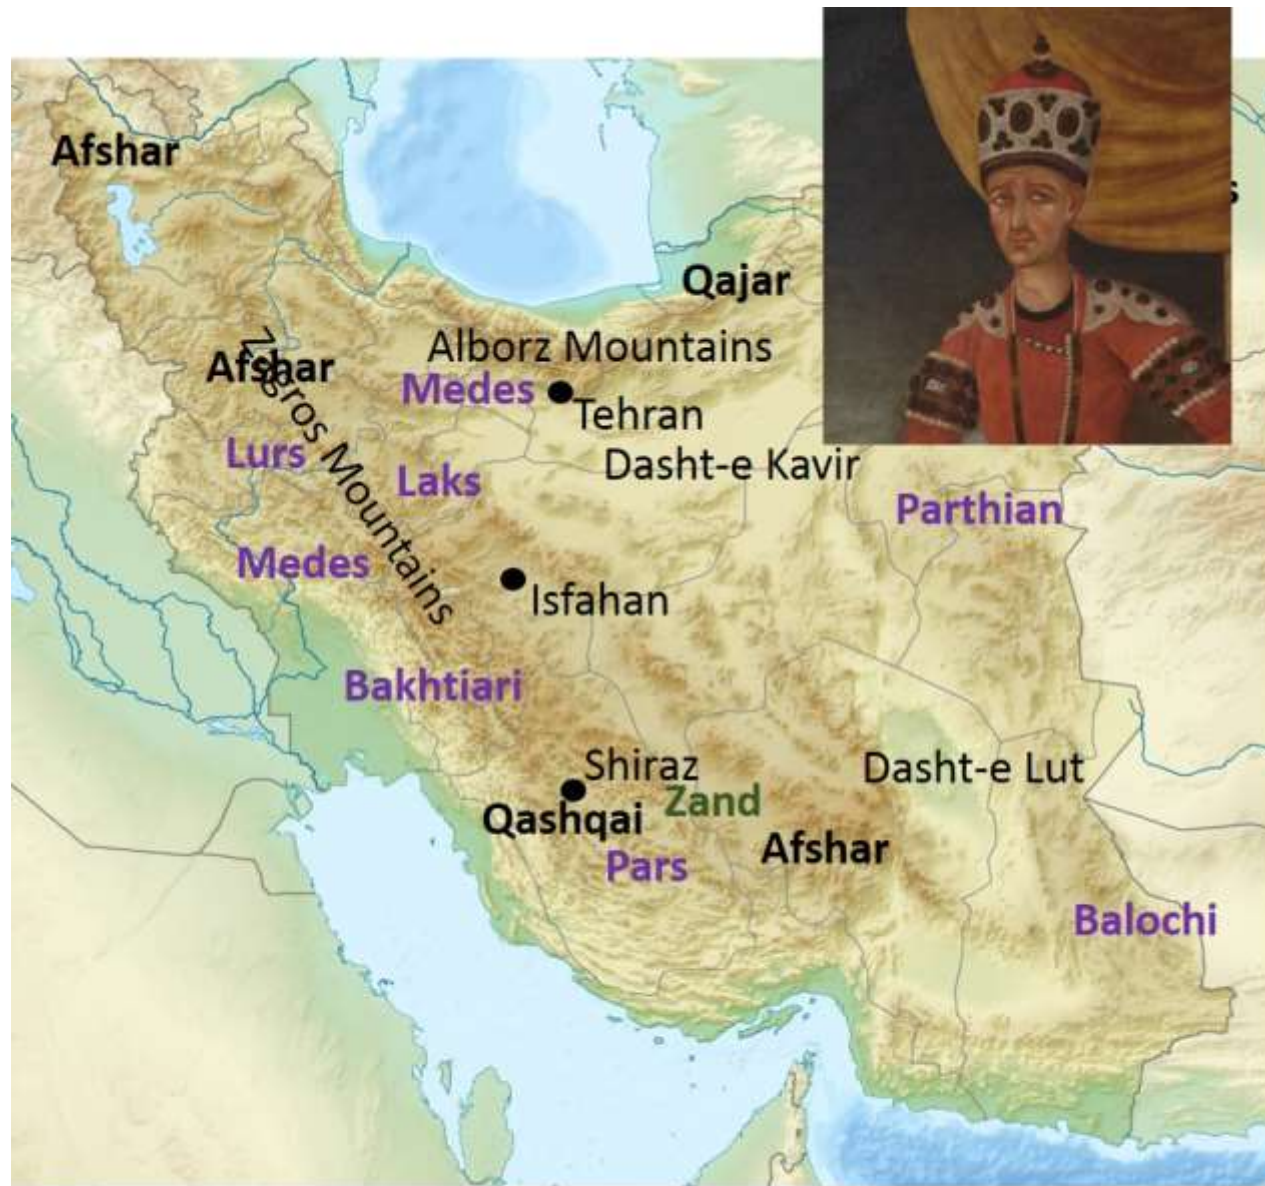 Afshar
Qajar
Alborz Mountains
Afshar
Medes
Tehran
Zagros Mountains
Lurs
Laks
Dasht-e Kavir
Parthian
Medes
Isfahan
Bakhtiari
Shiraz
Zand
Dasht-e Lut
Qashqai
Afshar
Pars
Balochi